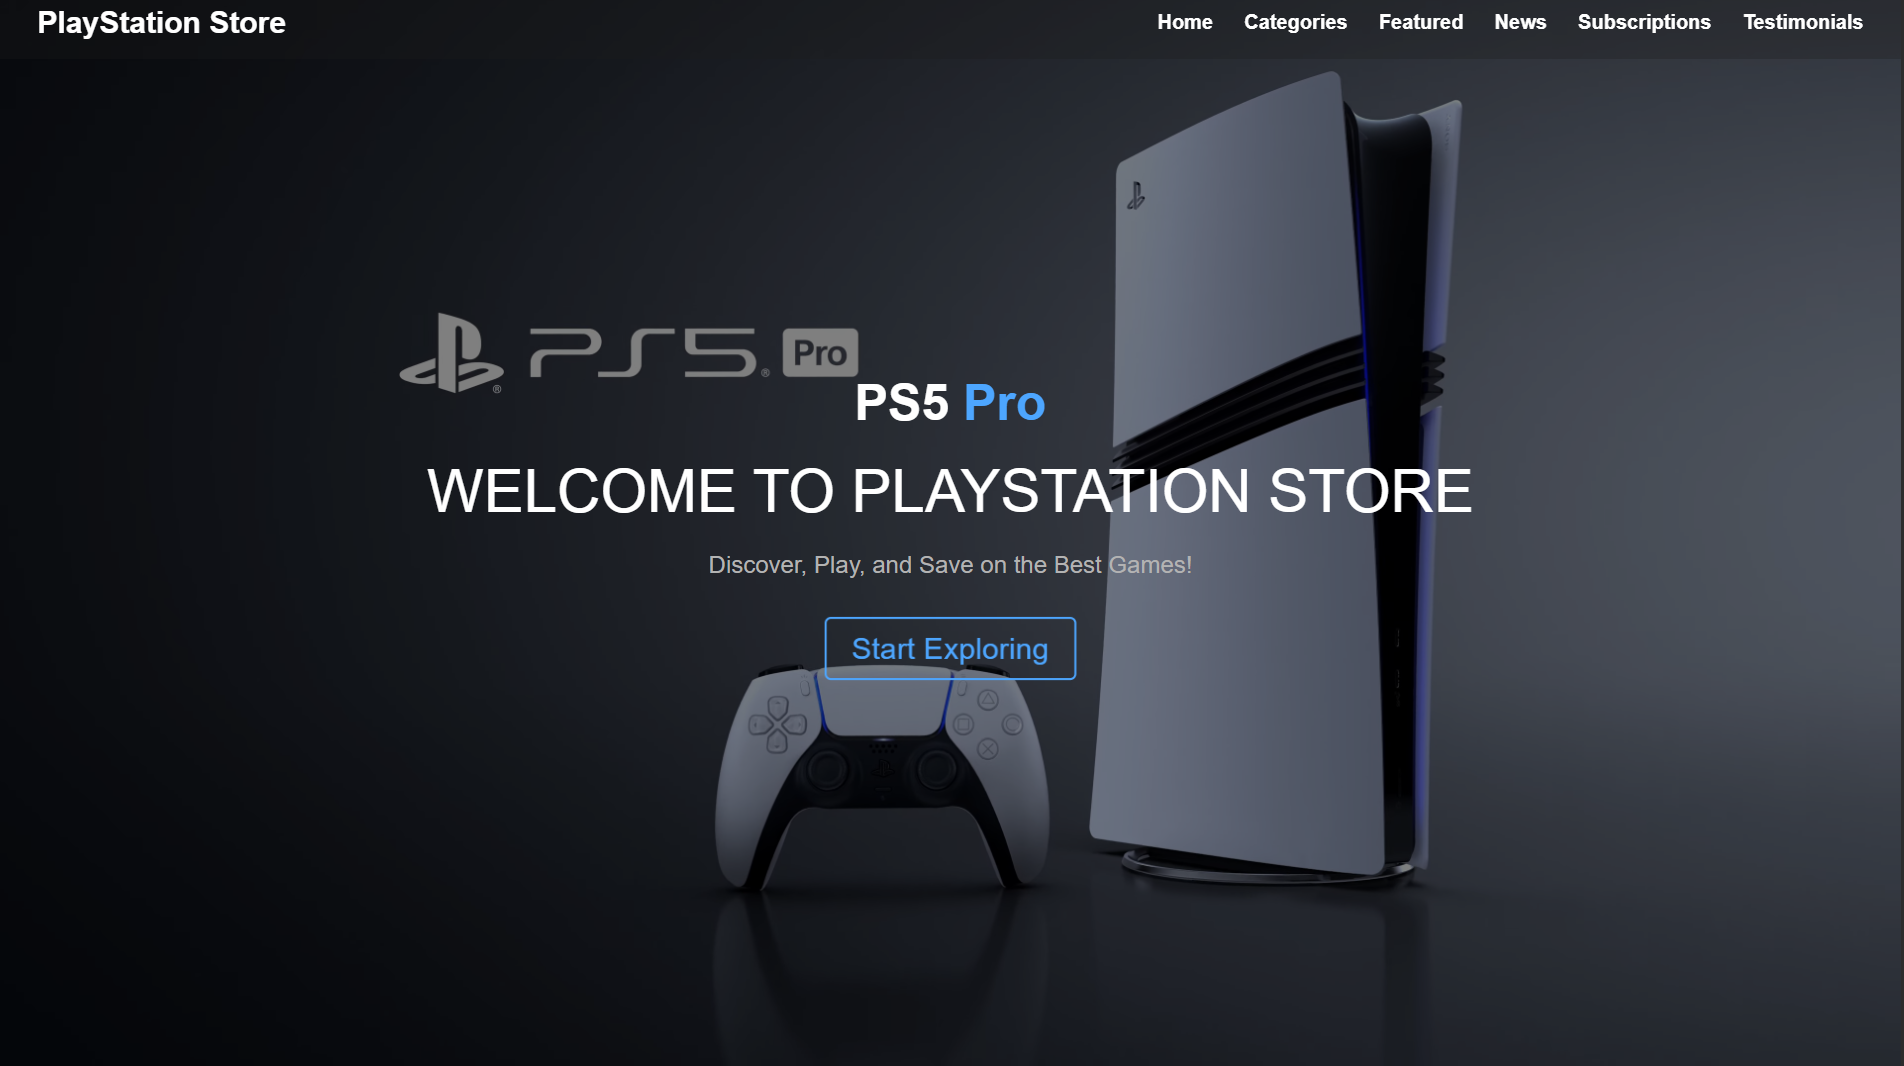 PlayStation Store
Home Categories Featured News Subscriptions Testimonials
PS5 Pro
PS5 Pro
WELCOME TO PLAYSTATION STORE
Discover, Play, and Save on the Best Games!
Start Exploring